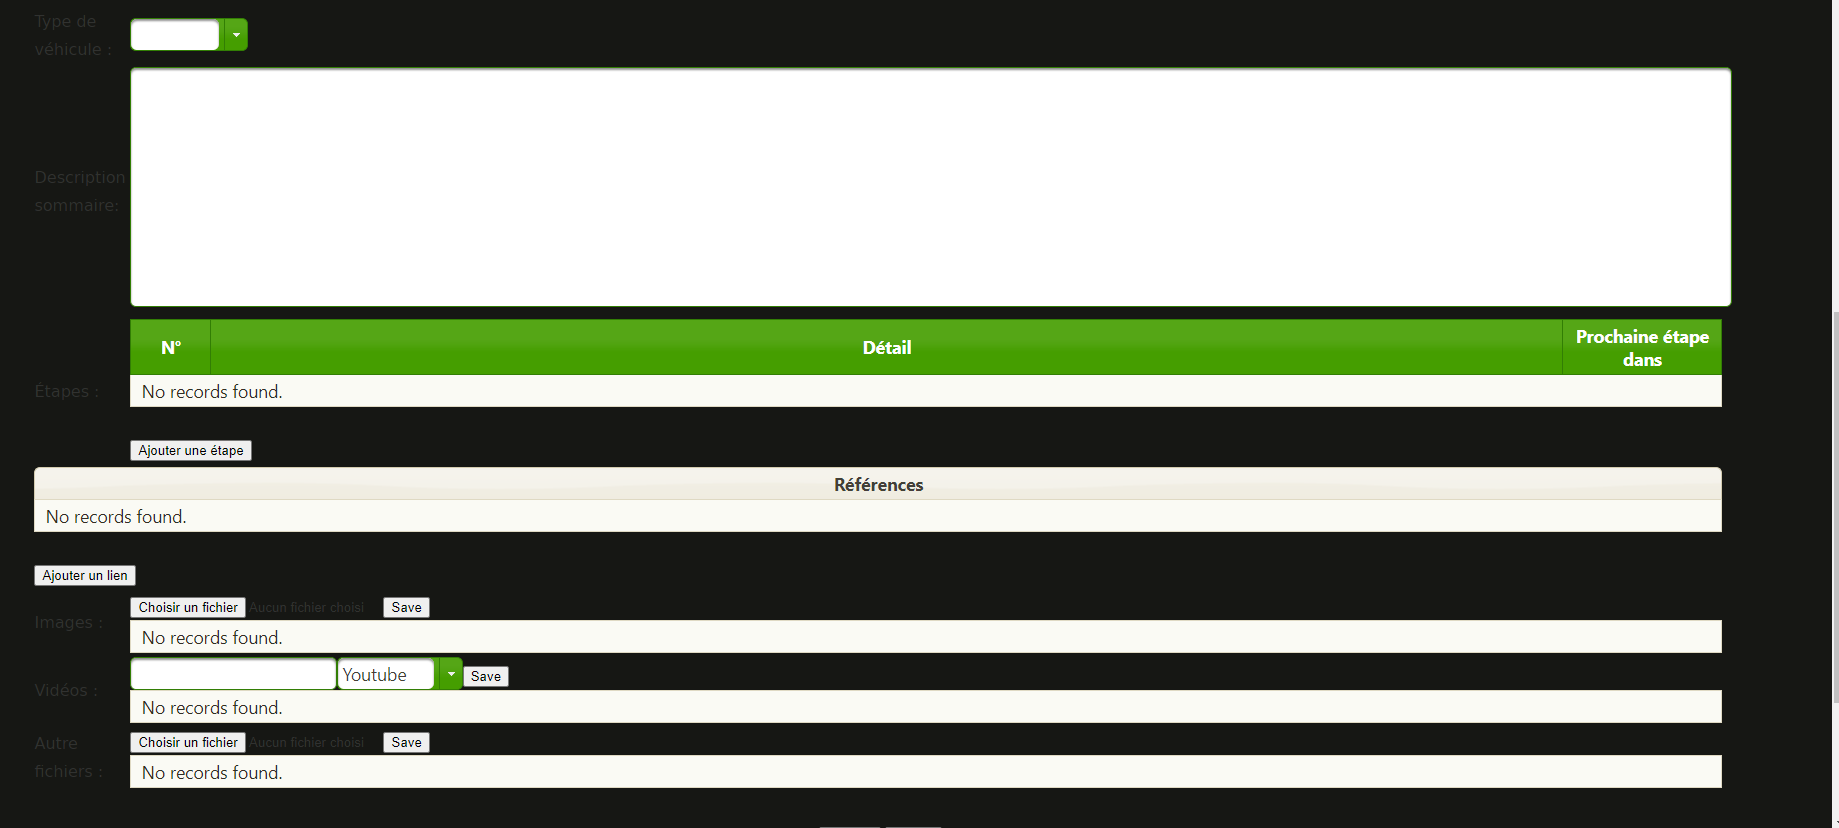 Type de
véhicule :
Description
sommaire:
N°
Détail
Prochaine étape
dans
Étapes :
No records found.
Ajouter une étape
Références
No records found.
Ajouter un lien
Images :
Choisir un fichier Aucun fichier choisi Save
No records found.
Vidéos :
Youtube Save
No records found.
Autre
fichiers :
Choisir un fichier Aucun fichier choisi Save
No records found.